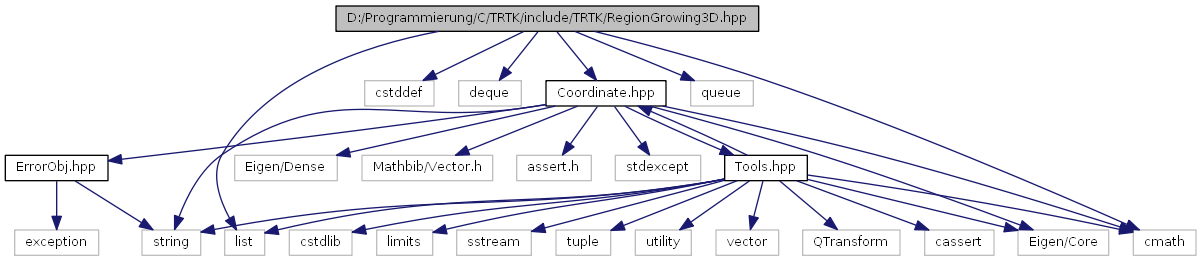 D:/Programmierung/C/TRTK/include/TRTK/RegionGrowing3D.hpp
cstddef
deque
Coordinate.hpp
queue
ErrorObj.hpp
Eigen/Dense
Mathbib/Vector.h
assert.h
stdexcept
Tools.hpp
exception
string
list
cstdlib
limits
sstream
tuple
utility
vector
QTransform
cassert
Eigen/Core
cmath